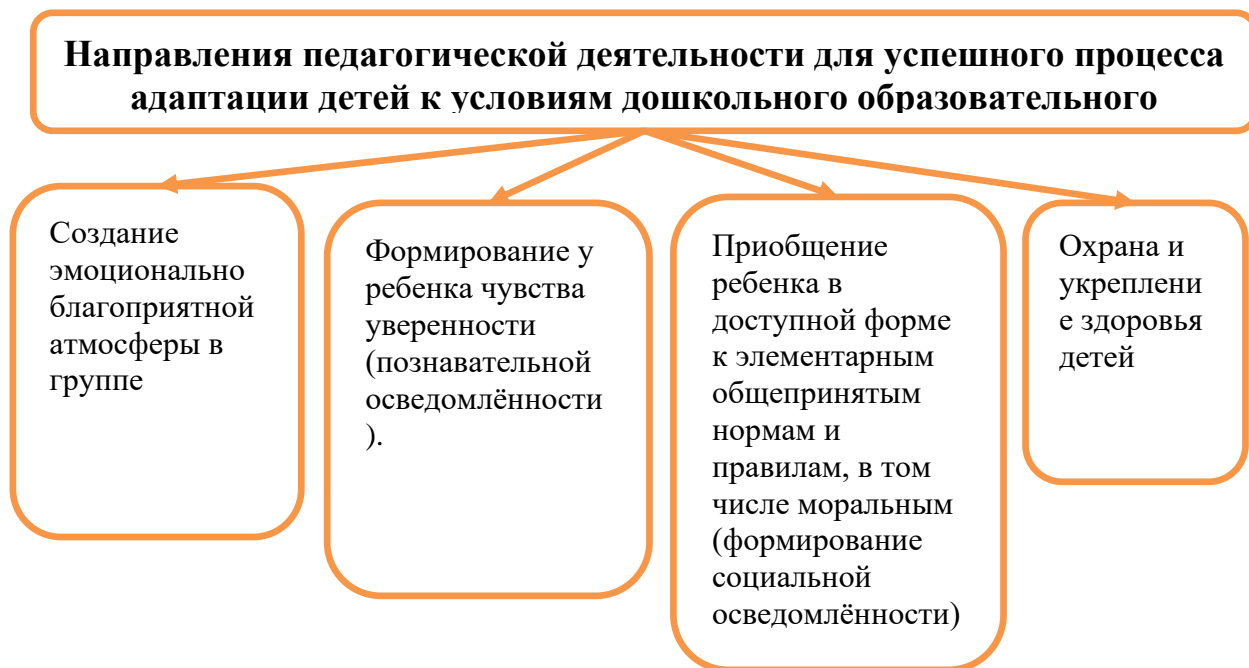 Направления педагогической деятельности для успешного процесса
адаптации детей к условиям дошкольного образовательного
Создание
эмоционально
благоприятной
атмосферы в
группе
Формирование у
ребенка чувства
уверенности
(познавательной
осведомлённости
).
Приобщение
ребенка в
доступной форме
к элементарным
общепринятым
нормам и
правилам, в том
числе моральным
(формирование
социальной
осведомлённости)
Охрана и
укреплени
е здоровья
детей